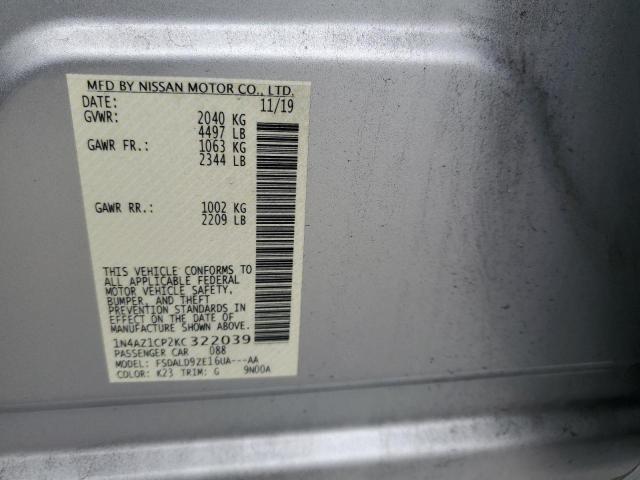 MFD BY NISSAN MOTOR CO., LTD.
DATE: 11/19
GVWR: 2040 KG
4497 LB
GAWR FR.: 1063 KG
2344 LB
GAWR RR.: 1002 KG
2209 LB
THIS VEHICLE CONFORMS TO
ALL APPLICABLE FEDERAL
MOTOR VEHICLE SAFETY,
BUMPER, AND THEFT
PREVENTION STANDARDS IN
EFFECT ON THE DATE OF
MANUFACTURE SHOWN ABOVE.
1N4AZ1CP2KC322039
PASSENGER CAR 088
MODEL: FSDALD9ZE16UA---AA
COLOR: K23 TRIM: G 9N00A